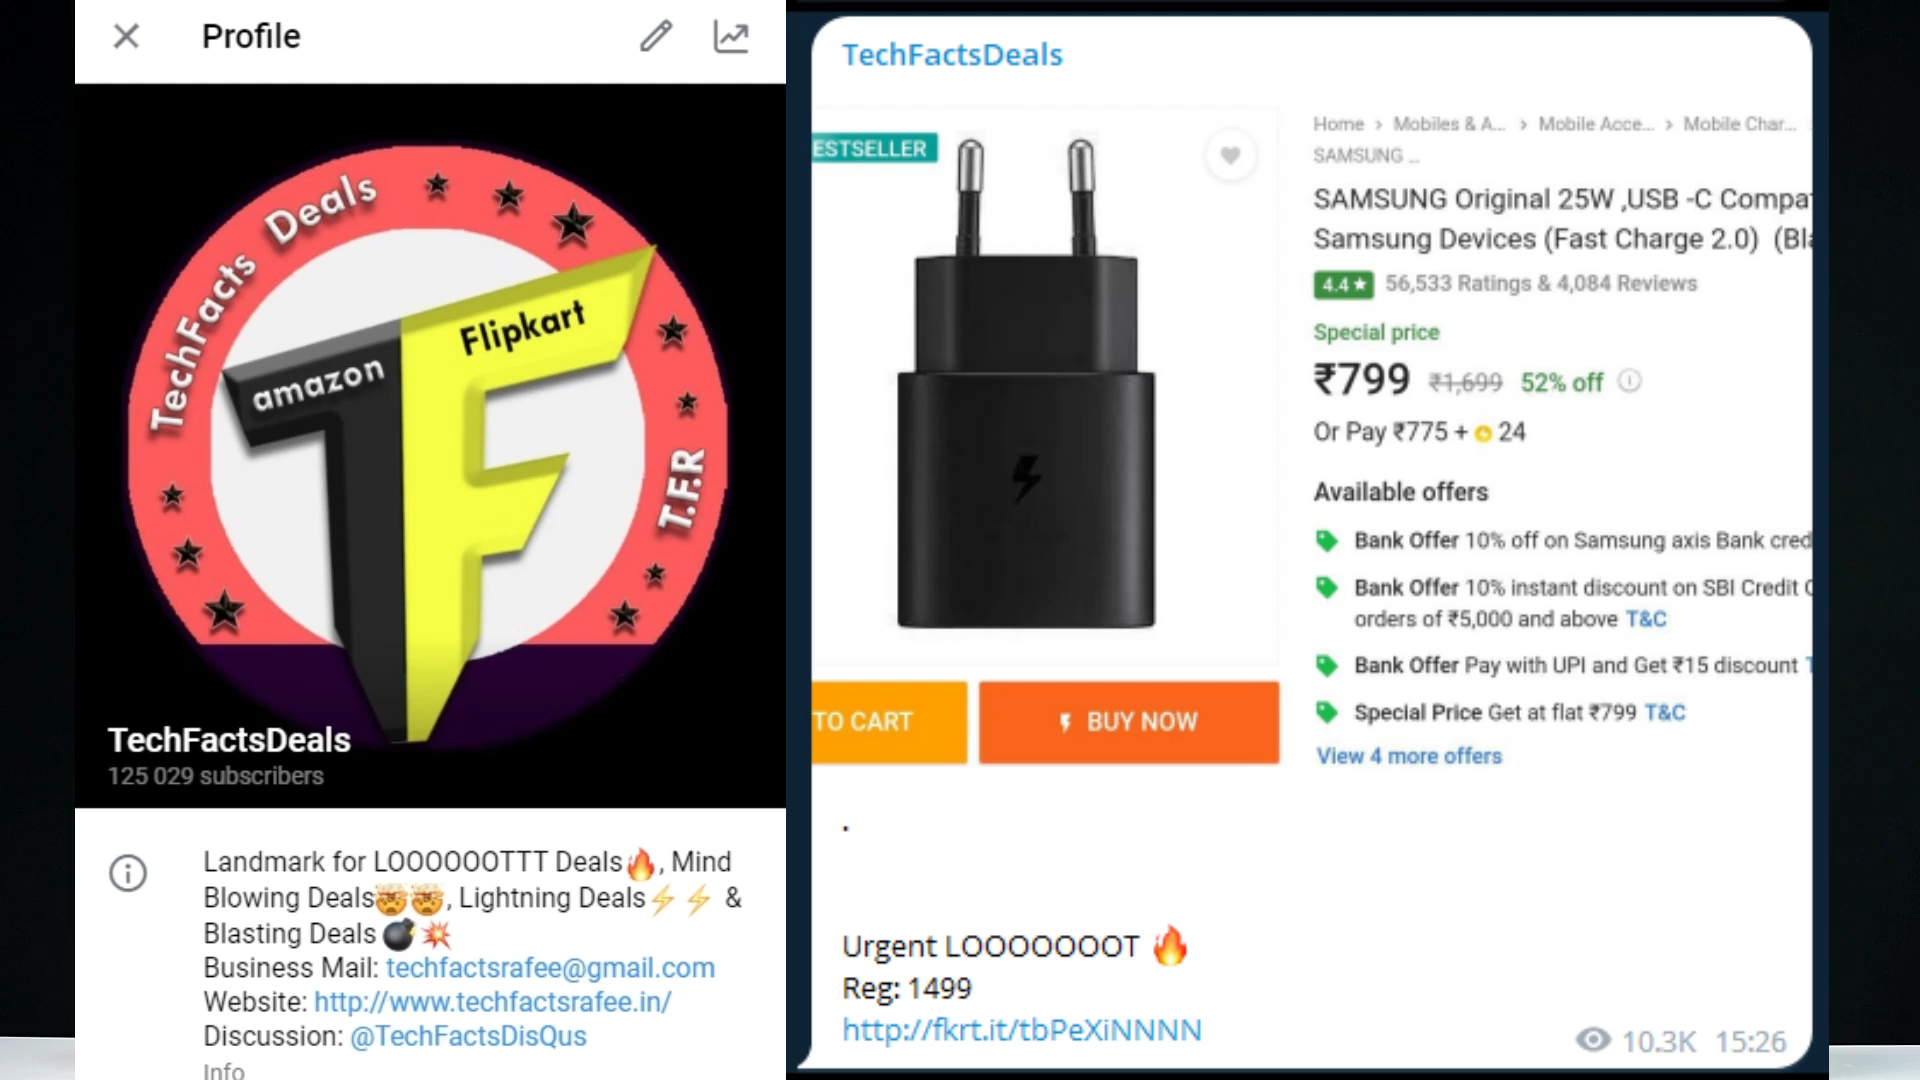 Profile
TechFacts Deals
T.F.R
amazon
Flipkart
TechFactsDeals
125 029 subscribers
Landmark for LOOOOOOTTT Deals🔥, Mind
Blowing Deals🤯🤯, Lightning Deals⚡⚡ &
Blasting Deals 💣💥
Business Mail: techfactsrafee@gmail.com
Website: http://www.techfactsrafee.in/
Discussion: @TechFactsDisQus
Info
TechFactsDeals
ESTSELLER
Home > Mobiles & A... > Mobile Acce... > Mobile Char...
SAMSUNG ...
SAMSUNG Original 25W ,USB -C Compa
Samsung Devices (Fast Charge 2.0) (Bla
4.4★ 56,533 Ratings & 4,084 Reviews
Special price
₹799 ₹1,699 52% off
Or Pay ₹775 + 24
Available offers
Bank Offer 10% off on Samsung axis Bank cred
Bank Offer 10% instant discount on SBI Credit C
orders of ₹5,000 and above T&C
Bank Offer Pay with UPI and Get ₹15 discount T
Special Price Get at flat ₹799 T&C
View 4 more offers
TO CART
BUY NOW
.
Urgent LOOOOOOOT 🔥
Reg: 1499
http://fkrt.it/tbPeXiNNNN
10.3K 15:26